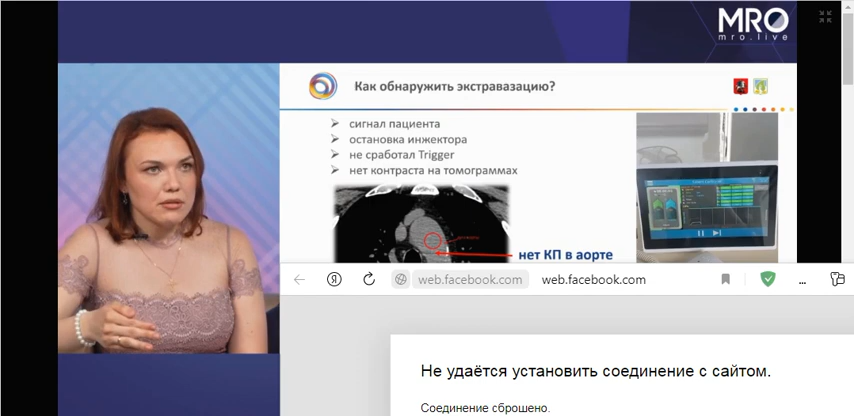 MRO
mro.live
Как обнаружить экстравазацию?
сигнал пациента
остановка инжектора
не сработал Trigger
нет контраста на томограммах
нет КП в аорте
web.facebook.com web.facebook.com
Не удаётся установить соединение с сайтом.
Соединение сброшено.